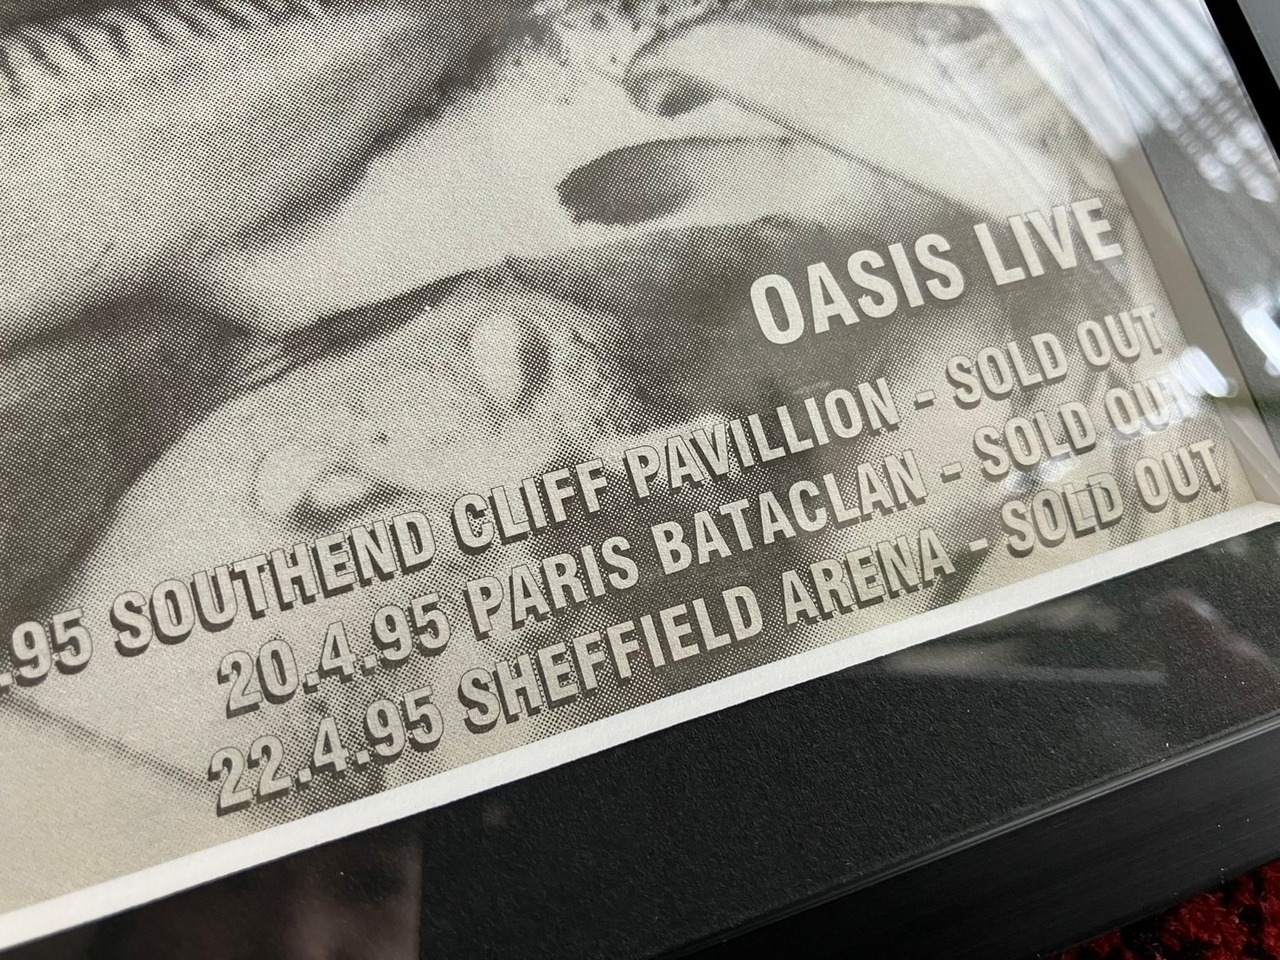 OASIS LIVE
.95 SOUTHEND CLIFF PAVILLION - SOLD OUT
20.4.95 PARIS BATACLAN - SOLD OUT
22.4.95 SHEFFIELD ARENA - SOLD OUT